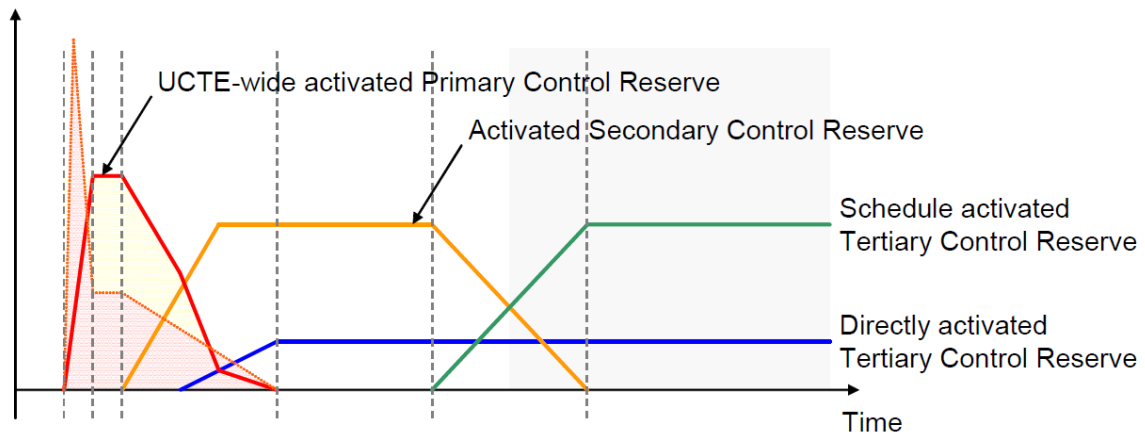 UCTE-wide activated Primary Control Reserve
Activated Secondary Control Reserve
Schedule activated
Tertiary Control Reserve
Directly activated
Tertiary Control Reserve
Time